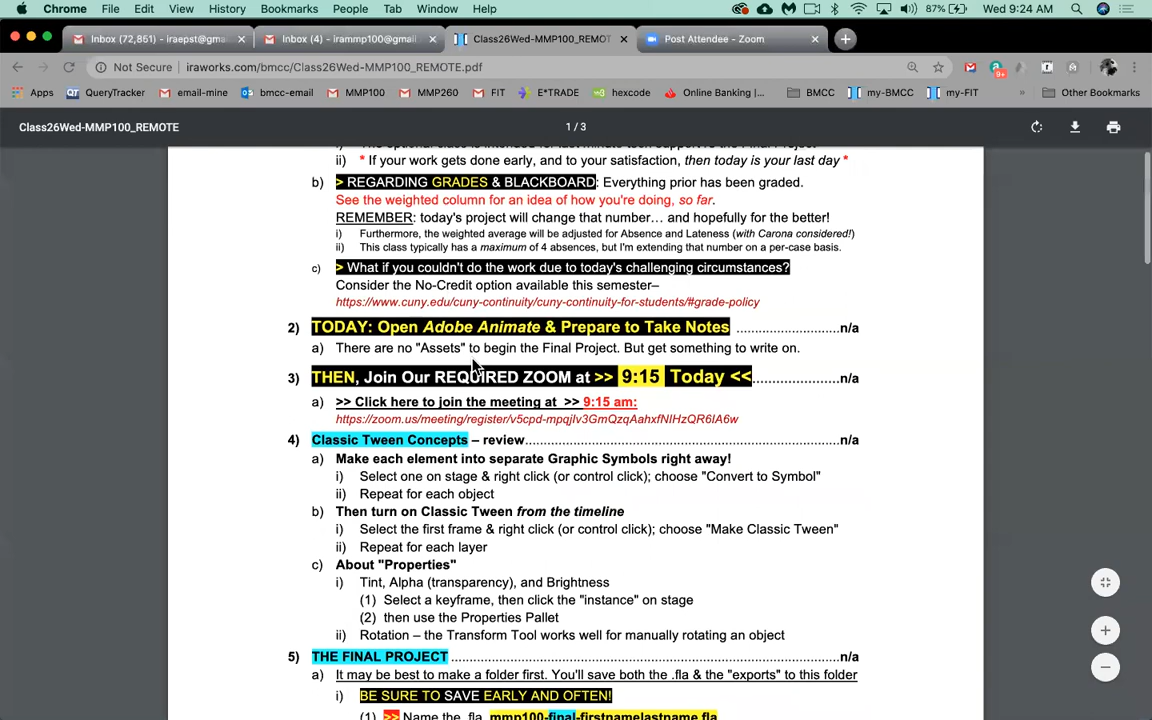 Chrome File Edit View History Bookmarks People Tab Window Help 87% Wed 9:24 AM
Inbox (72,851) – iraepst@gma Inbox (4) - irammp100@gmail Class26Wed-MMP100_REMOT Post Attendee - Zoom
Not Secure | iraworks.com/bmcc/Class26Wed-MMP100_REMOTE.pdf 9+
Apps QueryTracker email-mine bmcc-email MMP100 MMP260 FIT E*TRADE hexcode Online Banking |... BMCC my-BMCC my-FIT » Other Bookmarks
Class26Wed-MMP100_REMOTE 1 / 3
ii) * If your work gets done early, and to your satisfaction, then today is your last day *
b) > REGARDING GRADES & BLACKBOARD: Everything prior has been graded.
See the weighted column for an idea of how you're doing, so far.
REMEMBER: today's project will change that number… and hopefully for the better!
i) Furthermore, the weighted average will be adjusted for Absence and Lateness (with Carona considered!)
ii) This class typically has a maximum of 4 absences, but I'm extending that number on a per-case basis.
c) > What if you couldn't do the work due to today's challenging circumstances?
Consider the No-Credit option available this semester–
https://www.cuny.edu/cuny-continuity/cuny-continuity-for-students/#grade-policy
2) TODAY: Open Adobe Animate & Prepare to Take Notes ........................n/a
a) There are no "Assets" to begin the Final Project. But get something to write on.
3) THEN, Join Our REQUIRED ZOOM at >> 9:15 Today <<....................n/a
a) >> Click here to join the meeting at >> 9:15 am:
https://zoom.us/meeting/register/v5cpd-mpqjIv3GmQzqAahxfNIHzQR6IA6w
4) Classic Tween Concepts – review..............................................................n/a
a) Make each element into separate Graphic Symbols right away!
i) Select one on stage & right click (or control click); choose "Convert to Symbol"
ii) Repeat for each object
b) Then turn on Classic Tween from the timeline
i) Select the first frame & right click (or control click); choose "Make Classic Tween"
ii) Repeat for each layer
c) About "Properties"
i) Tint, Alpha (transparency), and Brightness
(1) Select a keyframe, then click the "instance" on stage
(2) then use the Properties Pallet
ii) Rotation – the Transform Tool works well for manually rotating an object
5) THE FINAL PROJECT ..............................................................................n/a
a) It may be best to make a folder first. You'll save both the .fla & the "exports" to this folder
i) BE SURE TO SAVE EARLY AND OFTEN!
(1) >> Name the .fla mmp100-final-firstnamelastname.fla